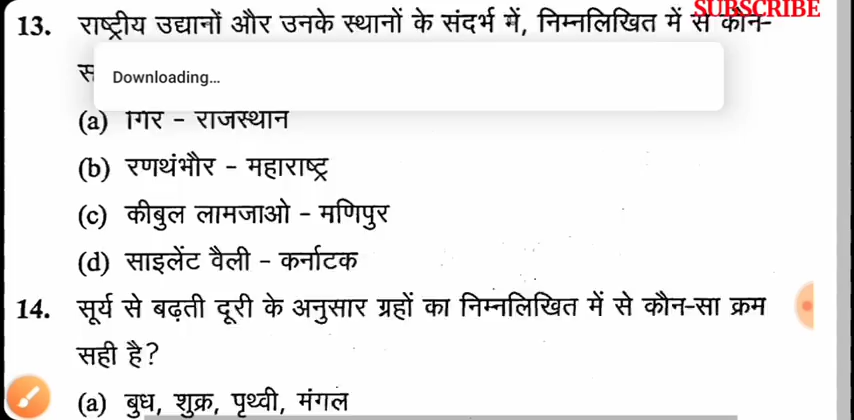 SUBSCRIBE
13. राष्ट्रीय उद्यानों और उनके स्थानों के संदर्भ में, निम्नलिखित में से कौन-
Downloading...
(a) गिर - राजस्थान
(b) रणथंभौर - महाराष्ट्र
(c) कीबुल लामजाओ - मणिपुर
(d) साइलेंट वैली - कर्नाटक
14. सूर्य से बढ़ती दूरी के अनुसार ग्रहों का निम्नलिखित में से कौन-सा क्रम
सही है?
(a) बुध, शुक्र, पृथ्वी, मंगल